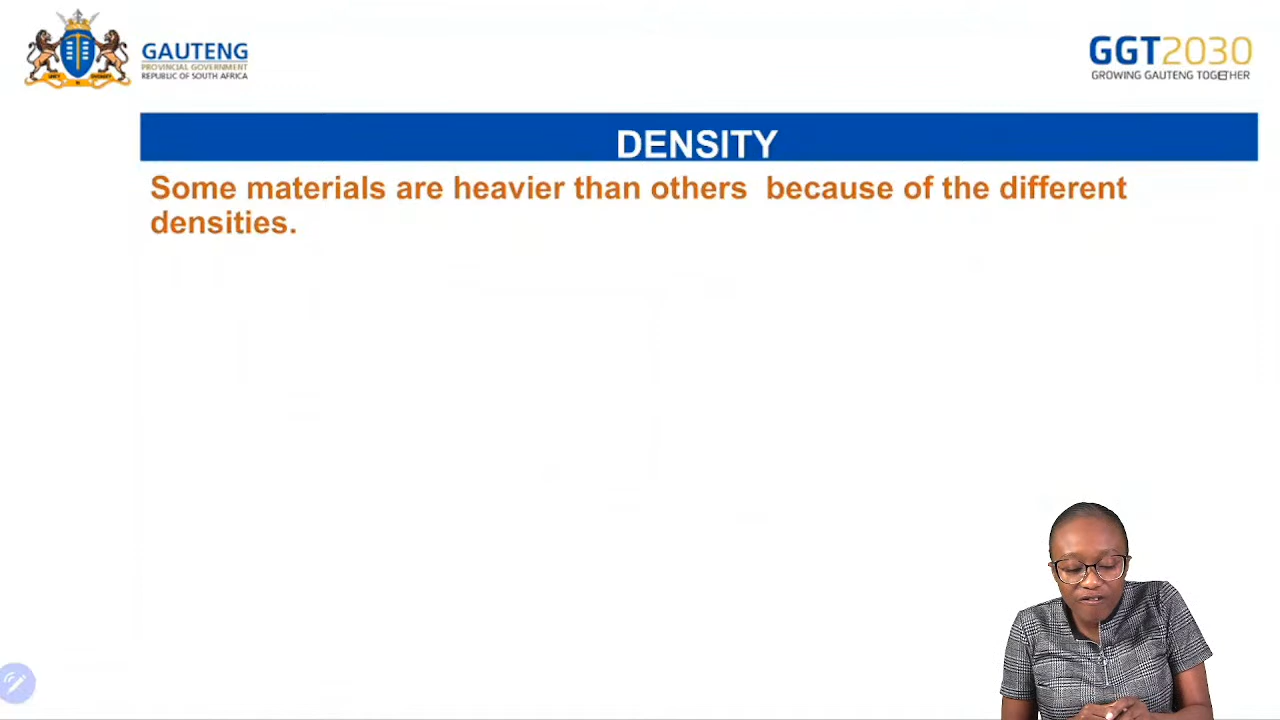 GAUTENG
PROVINCIAL GOVERNMENT
REPUBLIC OF SOUTH AFRICA
GGT2030
GROWING GAUTENG TOGETHER
DENSITY
Some materials are heavier than others because of the different
densities.